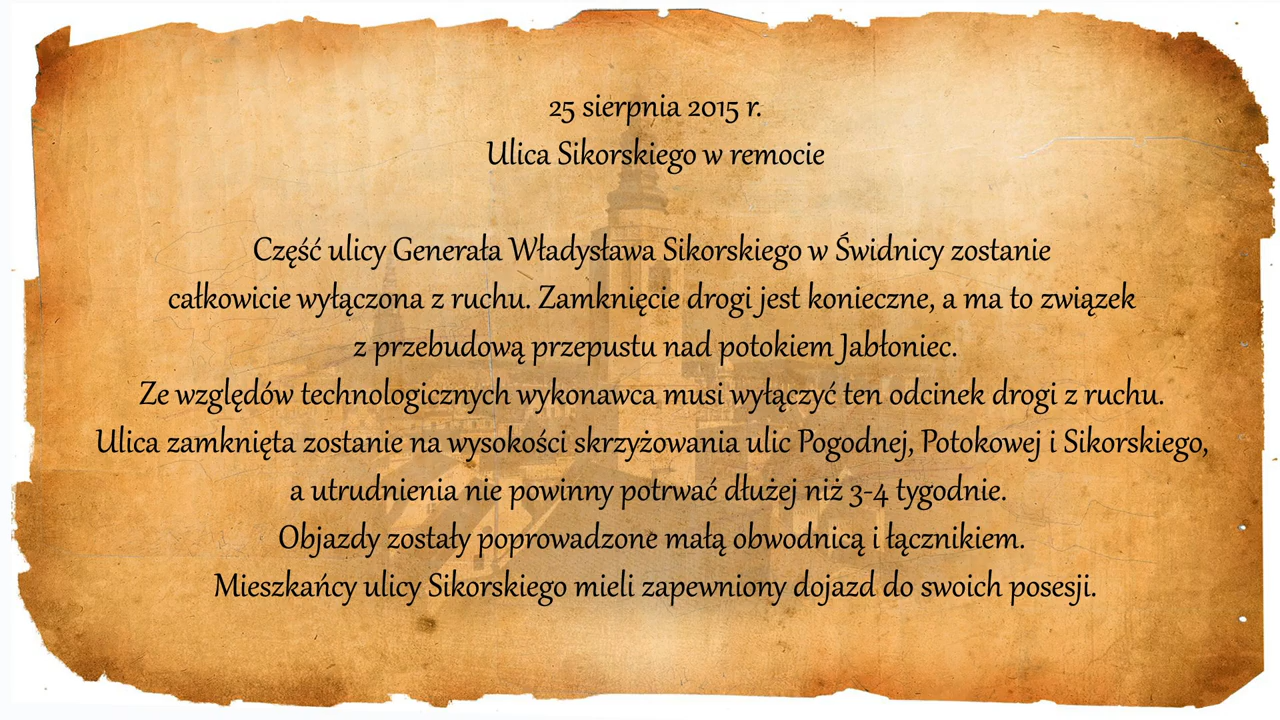 25 sierpnia 2015 r.
Ulica Sikorskiego w remocie
Część ulicy Generała Władysława Sikorskiego w Świdnicy zostanie
całkowicie wyłączona z ruchu. Zamknięcie drogi jest konieczne, a ma to związek
z przebudową przepustu nad potokiem Jabłoniec.
Ze względów technologicznych wykonawca musi wyłączyć ten odcinek drogi z ruchu.
Ulica zamknięta zostanie na wysokości skrzyżowania ulic Pogodnej, Potokowej i Sikorskiego,
a utrudnienia nie powinny potrwać dłużej niż 3-4 tygodnie.
Objazdy zostały poprowadzone małą obwodnicą i łącznikiem.
Mieszkańcy ulicy Sikorskiego mieli zapewniony dojazd do swoich posesji.